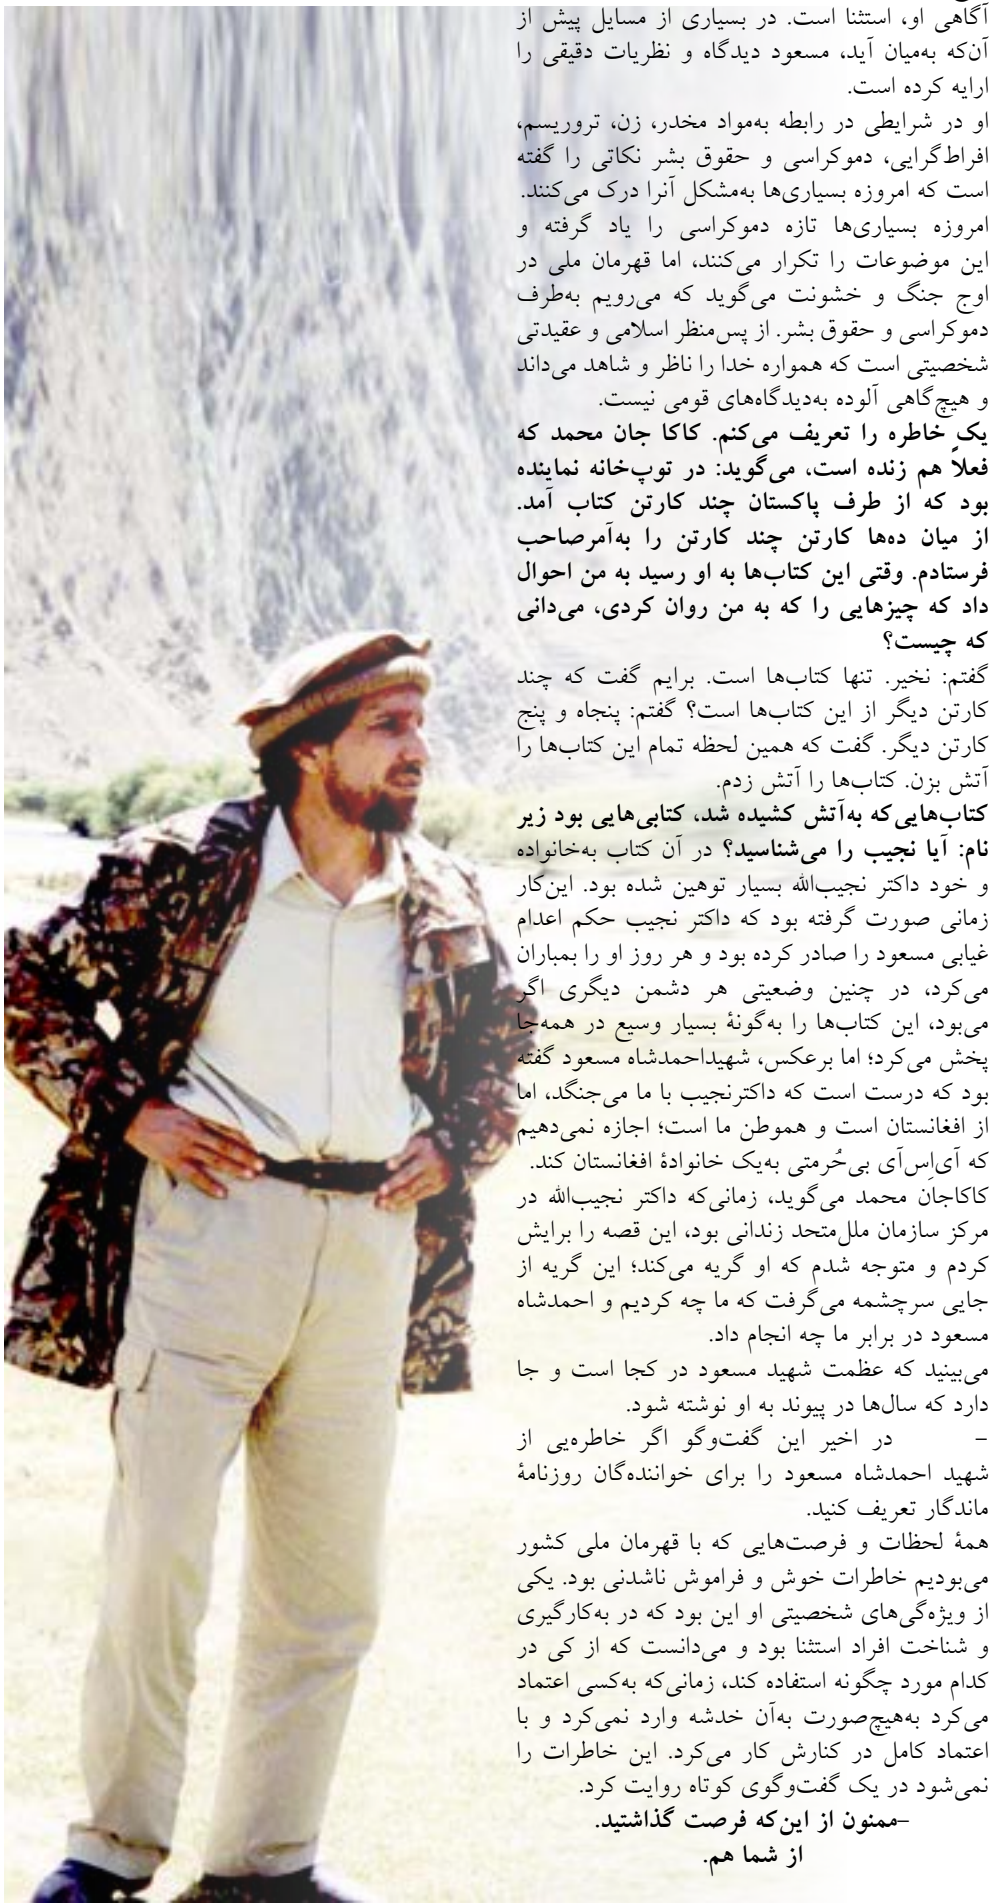 آگاهی او، استثنا است. در بسیاری از مسایل پیش از
آن‌که به‌میان آید، مسعود دیدگاه و نظریات دقیقی را
ارایه کرده است.
او در شرایطی در رابطه به‌مواد مخدر، زن، تروریسم،
افراط‌گرایی، دموکراسی و حقوق بشر نکاتی را گفته
است که امروزه بسیاری‌ها به‌مشکل آنرا درک می‌کنند.
امروزه بسیاری‌ها تازه دموکراسی را یاد گرفته و
این موضوعات را تکرار می‌کنند، اما قهرمان ملی در
اوج جنگ و خشونت می‌گوید که می‌رویم به‌طرف
دموکراسی و حقوق بشر. از پس‌منظر اسلامی و عقیدتی
شخصیتی است که همواره خدا را ناظر و شاهد می‌داند
و هیچ‌گاهی آلوده به‌دیدگاه‌های قومی نیست.
یک خاطره را تعریف می‌کنم. کاکا جان محمد که
فعلاً هم زنده است، می‌گوید: در توپ‌خانه نماینده
بود که از طرف پاکستان چند کارتن کتاب آمد.
از میان ده‌ها کارتن چند کارتن را به‌آمرصاحب
فرستادم. وقتی این کتاب‌ها به او رسید به من احوال
داد که چیزهایی را که به من روان کردی، می‌دانی
که چیست؟
گفتم: نخیر. تنها کتاب‌ها است. برایم گفت که چند
کارتن دیگر از این کتاب‌ها است؟ گفتم: پنجاه و پنج
کارتن دیگر. گفت که همین لحظه تمام این کتاب‌ها را
آتش بزن. کتاب‌ها را آتش زدم.
کتاب‌هایی‌که به‌آتش کشیده شد، کتابی‌هایی بود زیر
نام: آیا نجیب را می‌شناسید؟ در آن کتاب به‌خانواده
و خود داکتر نجیب‌الله بسیار توهین شده بود. این‌کار
زمانی صورت گرفته بود که داکتر نجیب حکم اعدام
غیابی مسعود را صادر کرده بود و هر روز او را بمباران
می‌کرد، در چنین وضعیتی هر دشمن دیگری اگر
می‌بود، این کتاب‌ها را به‌گونهٔ بسیار وسیع در همه‌جا
پخش می‌کرد؛ اما برعکس، شهیداحمدشاه مسعود گفته
بود که درست است که داکترنجیب با ما می‌جنگد، اما
از افغانستان است و هموطن ما است؛ اجازه نمی‌دهیم
که آی‌اِس‌آی بی‌حُرمتی به‌یک خانوادهٔ افغانستان کند.
کاکاجان محمد می‌گوید، زمانی‌که داکتر نجیب‌الله در
مرکز سازمان ملل‌متحد زندانی بود، این قصه را برایش
کردم و متوجه شدم که او گریه می‌کند؛ این گریه از
جایی سرچشمه می‌گرفت که ما چه کردیم و احمدشاه
مسعود در برابر ما چه انجام داد.
می‌بینید که عظمت شهید مسعود در کجا است و جا
دارد که سال‌ها در پیوند به او نوشته شود.
- در اخیر این گفت‌وگو اگر خاطره‌یی از
شهید احمدشاه مسعود را برای خواننده‌گان روزنامهٔ
ماندگار تعریف کنید.
همهٔ لحظات و فرصت‌هایی که با قهرمان ملی کشور
می‌بودیم خاطرات خوش و فراموش ناشدنی بود. یکی
از ویژه‌گی‌های شخصیتی او این بود که در به‌کارگیری
و شناخت افراد استثنا بود و می‌دانست که از کی در
کدام مورد چگونه استفاده کند، زمانی‌که به‌کسی اعتماد
می‌کرد به‌هیچ‌صورت به‌آن خدشه وارد نمی‌کرد و با
اعتماد کامل در کنارش کار می‌کرد. این خاطرات را
نمی‌شود در یک گفت‌وگوی کوتاه روایت کرد.
-ممنون از این‌که فرصت گذاشتید.
از شما هم.